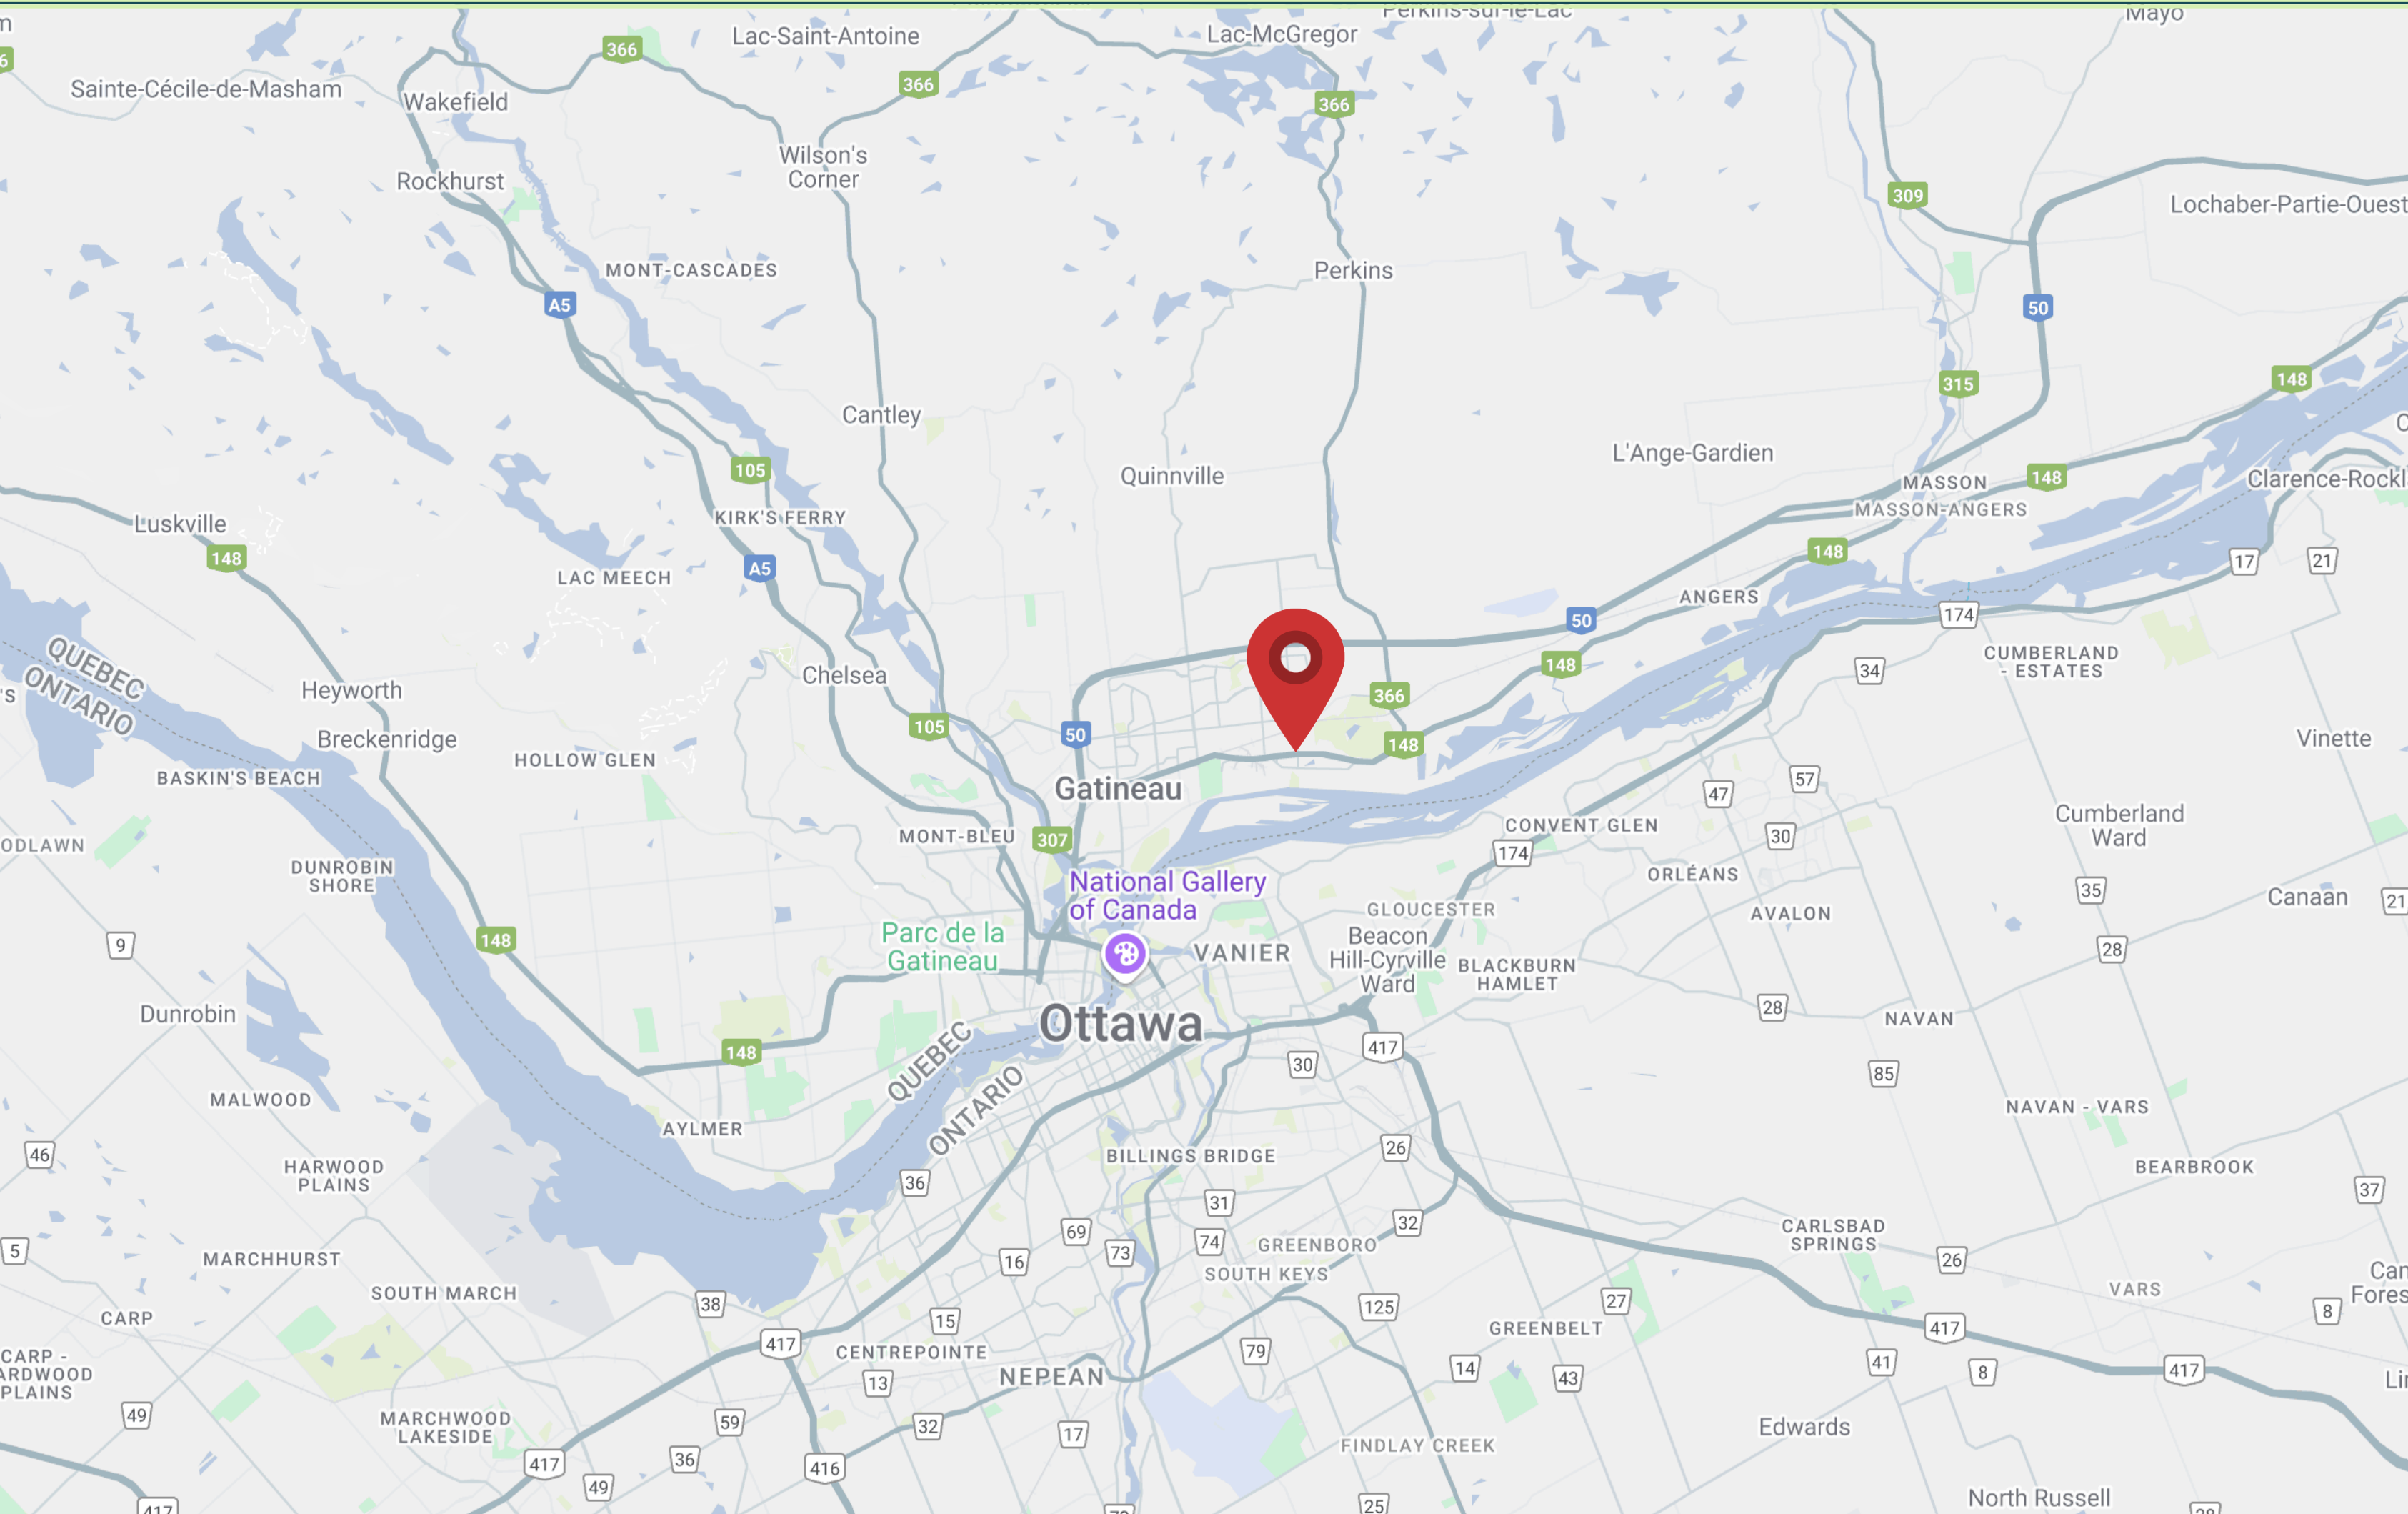 Perkins-sur-le-Lac
Mayo
Lac-Saint-Antoine
Lac-McGregor
366
366
366
Sainte-Cécile-de-Masham
Wakefield
Wilson's
Corner
Rockhurst
309
Lochaber-Partie-Ouest
MONT-CASCADES
Perkins
A5
50
315
148
Cantley
L'Ange-Gardien
105
Quinnville
MASSON
148
Clarence-Rockl
MASSON-ANGERS
KIRK'S FERRY
Luskville
148
148
17
21
A5
LAC MEECH
ANGERS
50
174
QUEBEC
ONTARIO
Chelsea
148
34
CUMBERLAND
- ESTATES
Heyworth
366
105
50
148
Breckenridge
HOLLOW GLEN
Vinette
BASKIN'S BEACH
Gatineau
47
57
MONT-BLEU
307
CONVENT GLEN
30
Cumberland
Ward
ODLAWN
174
DUNROBIN
SHORE
National Gallery
of Canada
ORLÉANS
35
Canaan
21
GLOUCESTER
AVALON
148
9
Parc de la
Gatineau
VANIER
Beacon
Hill-Cyrville
Ward
BLACKBURN
HAMLET
28
Dunrobin
Ottawa
28
NAVAN
148
QUEBEC
ONTARIO
417
30
85
MALWOOD
AYLMER
NAVAN - VARS
46
BILLINGS BRIDGE
26
HARWOOD
PLAINS
36
BEARBROOK
31
37
69
32
CARLSBAD
SPRINGS
5
MARCHHURST
16
73
74
GREENBORO
26
SOUTH KEYS
SOUTH MARCH
38
125
27
VARS
CARP
15
8
417
CENTREPOINTE
79
GREENBELT
417
CARP -
ARDWOOD
PLAINS
13
NEPEAN
14
43
41
8
417
49
MARCHWOOD
LAKESIDE
59
32
17
Edwards
417
36
416
FINDLAY CREEK
49
25
North Russell
417